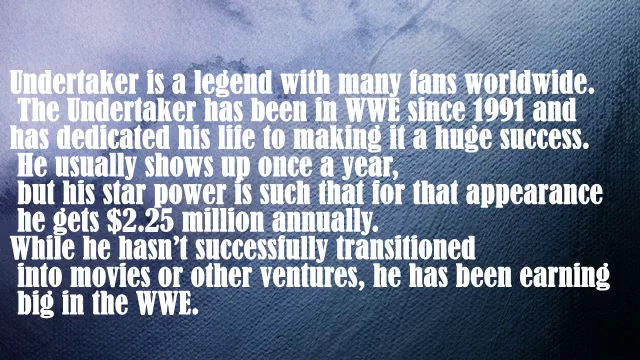 Undertaker is a legend with many fans worldwide.
The Undertaker has been in WWE since 1991 and
has dedicated his life to making it a huge success.
He usually shows up once a year,
but his star power is such that for that appearance
he gets $2.25 million annually.
While he hasn't successfully transitioned
into movies or other ventures, he has been earning
big in the WWE.